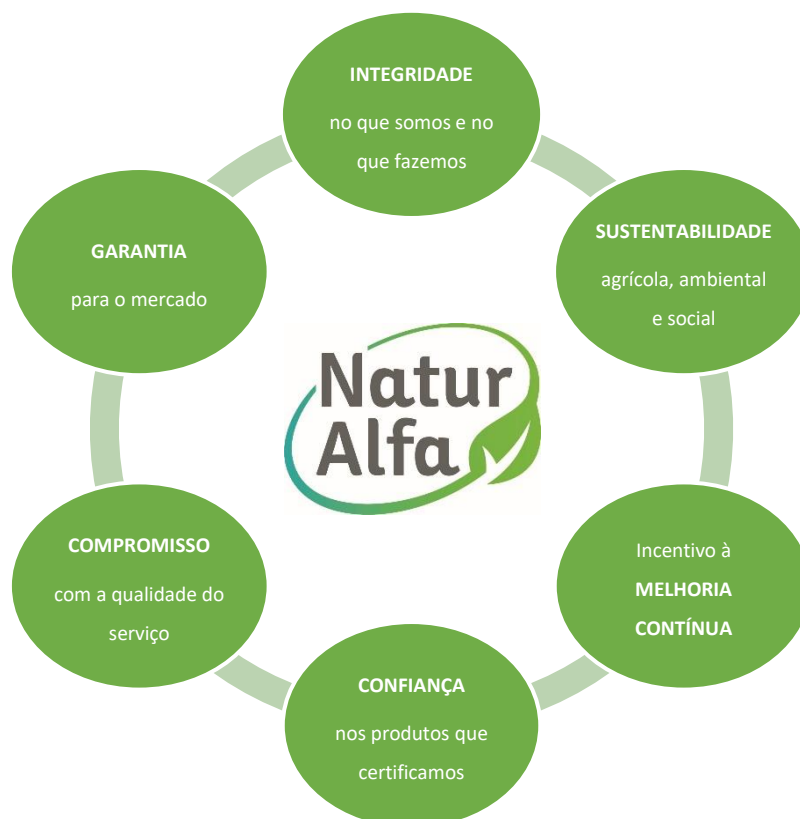 INTEGRIDADE
no que somos e no
que fazemos
SUSTENTABILIDADE
agrícola, ambiental
e social
Incentivo à
MELHORIA
CONTÍNUA
CONFIANÇA
nos produtos que
certificamos
COMPROMISSO
com a qualidade do
serviço
GARANTIA
para o mercado
Natur
Alfa